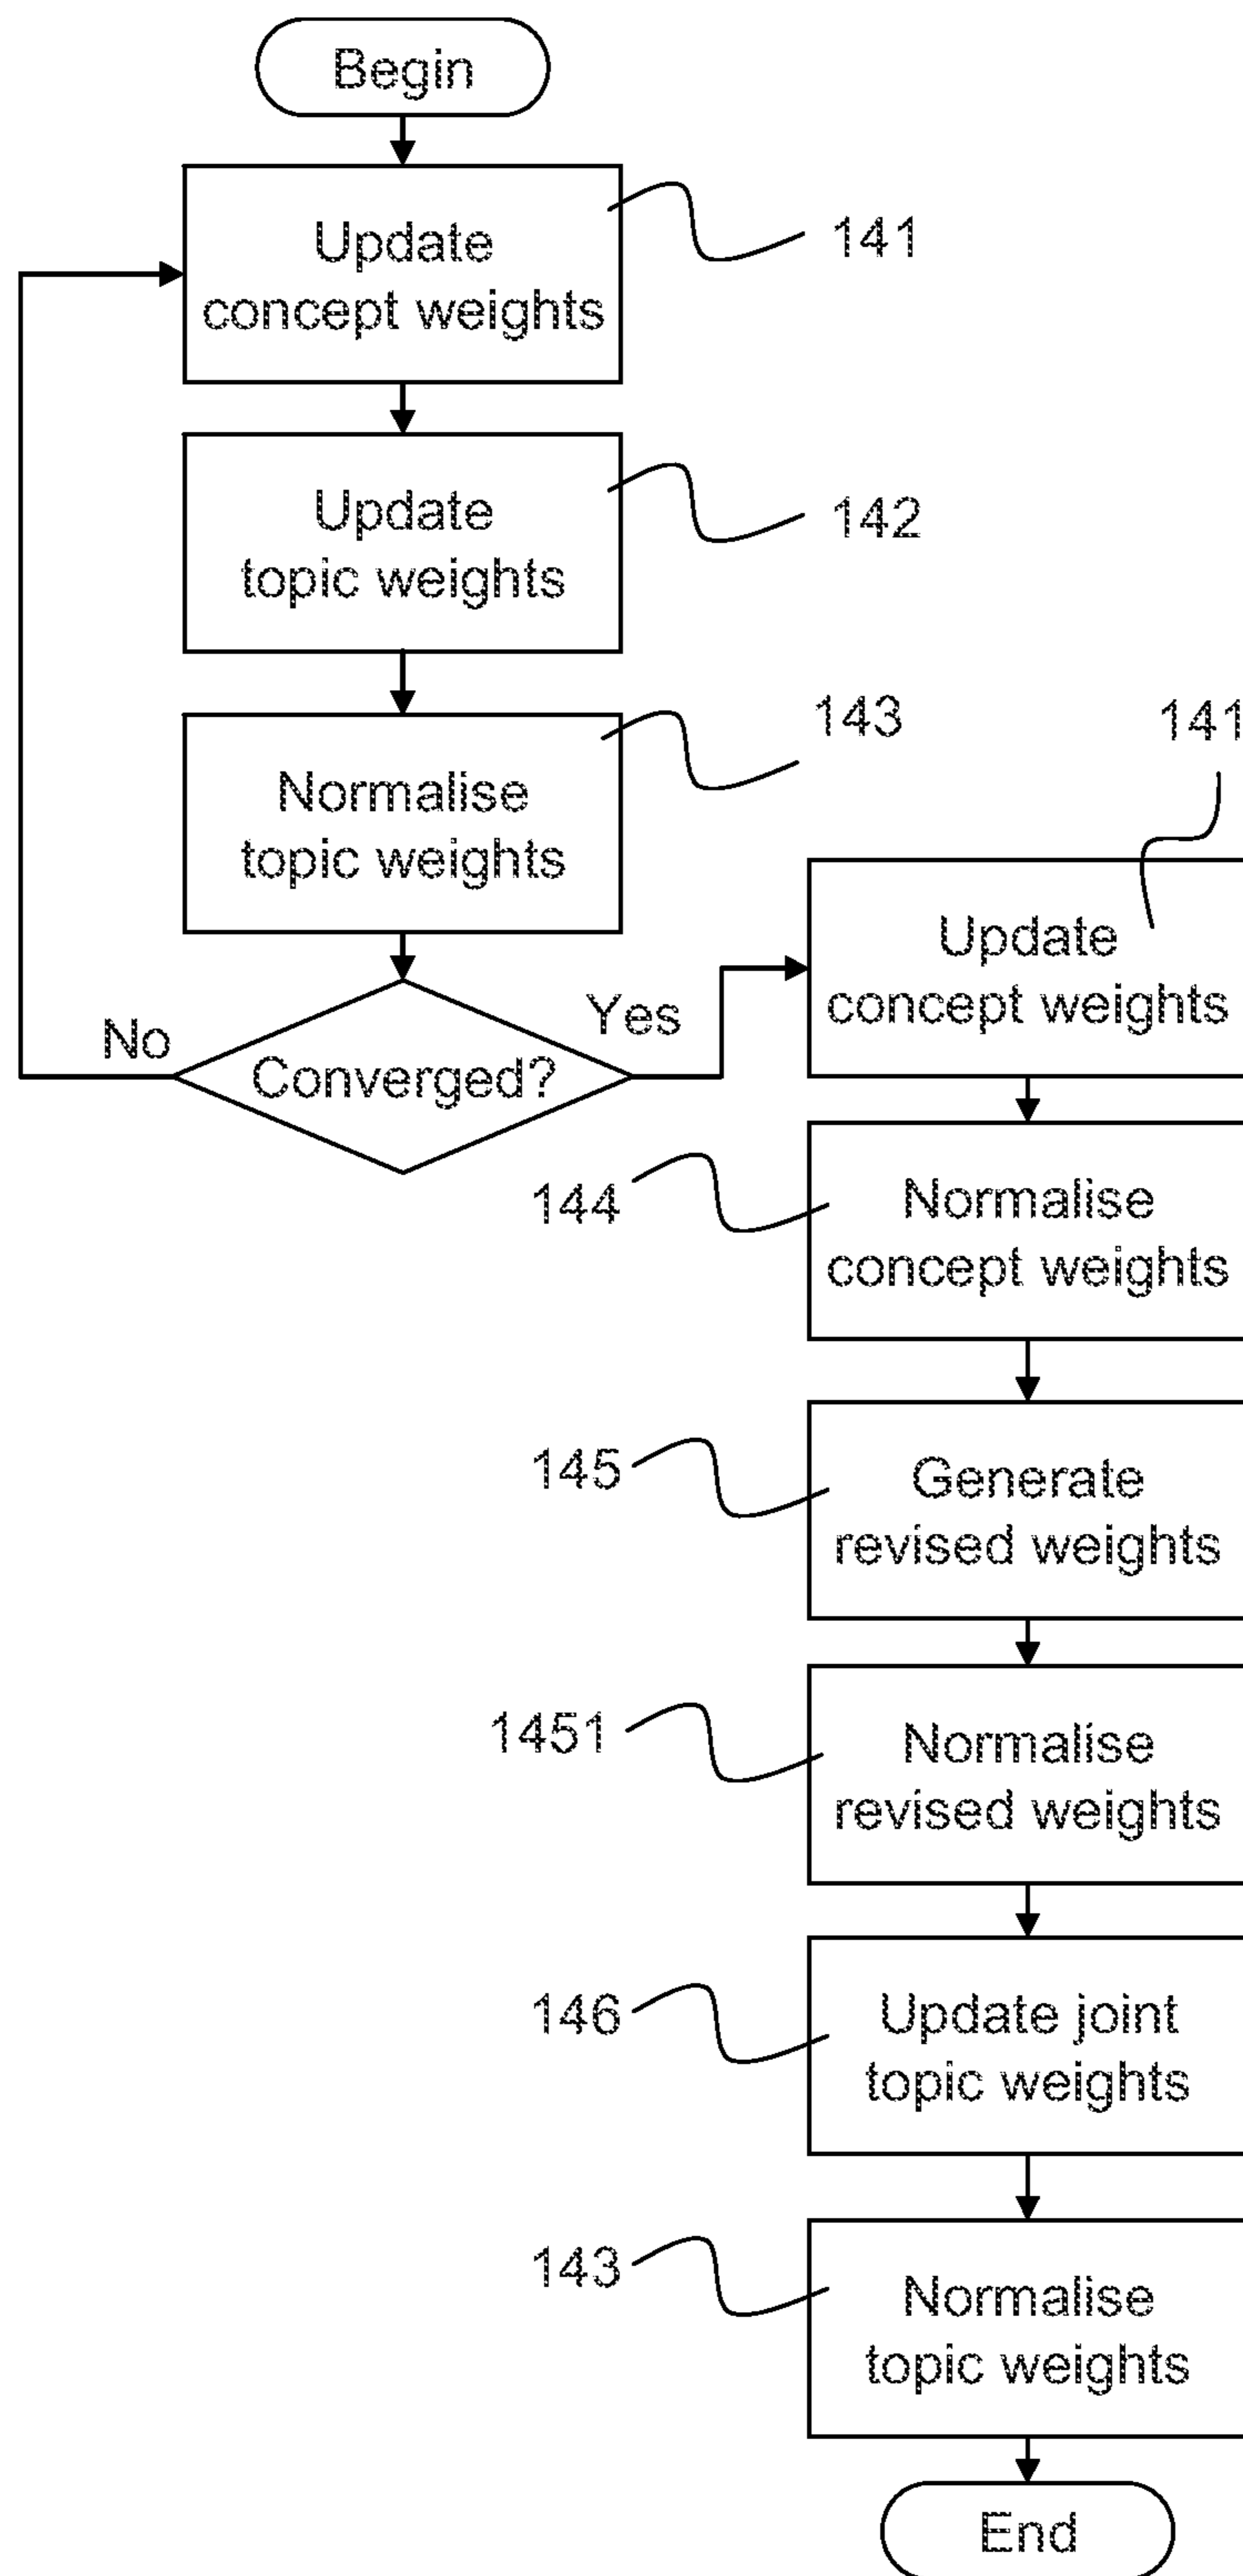 Begin
Update
concept weights
141
Update
topic weights
142
Normalise
topic weights
143
Converged?
No
Yes
141
Update
concept weights
144
Normalise
concept weights
145
Generate
revised weights
1451
Normalise
revised weights
146
Update joint
topic weights
143
Normalise
topic weights
End